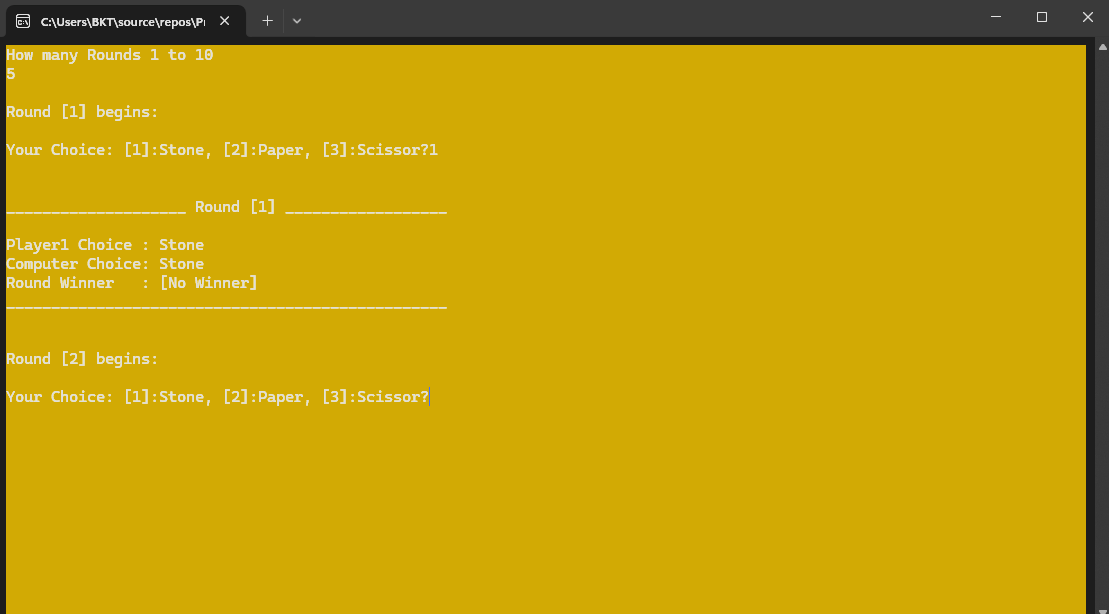 C:\Users\BKT\source\repos\P
How many Rounds 1 to 10
5
Round [1] begins:
Your Choice: [1]:Stone, [2]:Paper, [3]:Scissor?1
____________________ Round [1] __________________
Player1 Choice : Stone
Computer Choice: Stone
Round Winner   : [No Winner]
_________________________________________________
Round [2] begins:
Your Choice: [1]:Stone, [2]:Paper, [3]:Scissor?